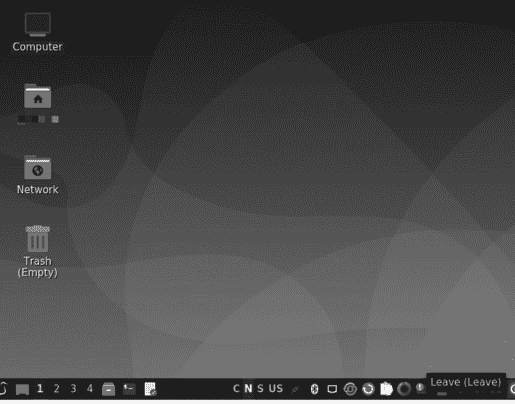 Computer
Network
Trash
(Empty)
Leave (Leave)
1 2 3 4
C N S US